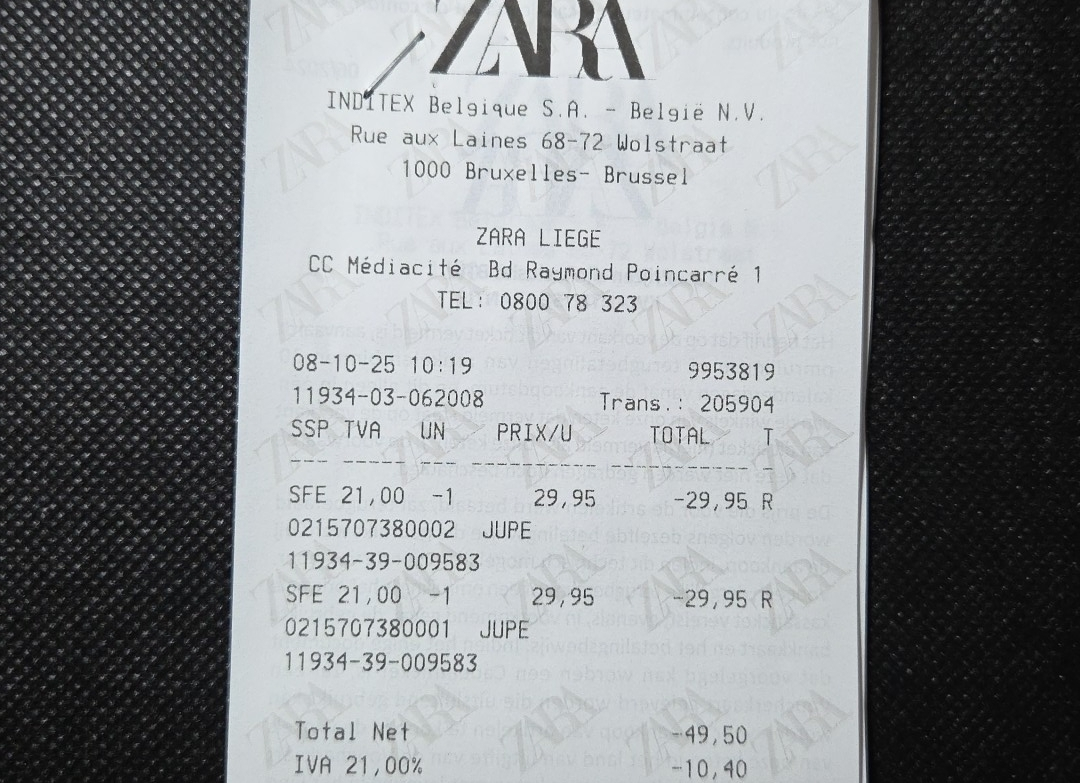 ZARA
INDITEX Belgique S.A. - België N.V.
Rue aux Laines 68-72 Wolstraat
1000 Bruxelles- Brussel
ZARA LIEGE
CC Médiacité Bd Raymond Poincarré 1
TEL: 0800 78 323
08-10-25 10:19 9953819
11934-03-062008 Trans.: 205904
SSP TVA UN PRIX/U TOTAL T
--- ----- -- ------ ------- -
SFE 21,00 -1 29,95 -29,95 R
0215707380002 JUPE
11934-39-009583
SFE 21,00 -1 29,95 -29,95 R
0215707380001 JUPE
11934-39-009583
Total Net -49,50
IVA 21,00% -10,40